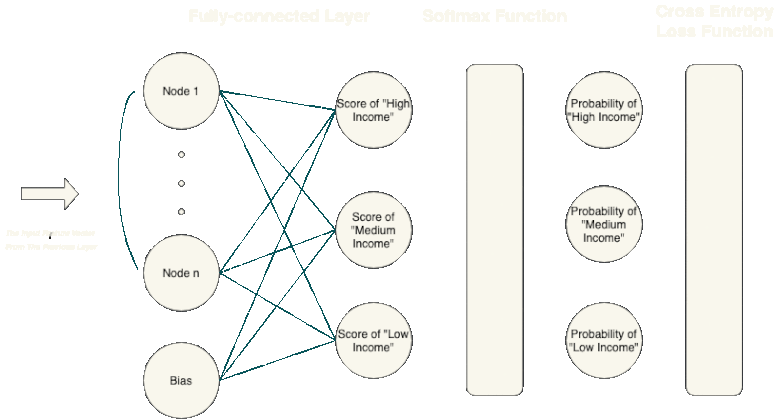 Fully-connected Layer
Softmax Function
Cross Entropy
Loss Function
Node 1
Node n
Bias
The Input Feature Vector
From The Previous Layer
Score of "High
Income"
Score of
"Medium
Income"
Score of "Low
Income"
Probability of
"High Income"
Probability of
"Medium
Income"
Probability of
"Low Income"